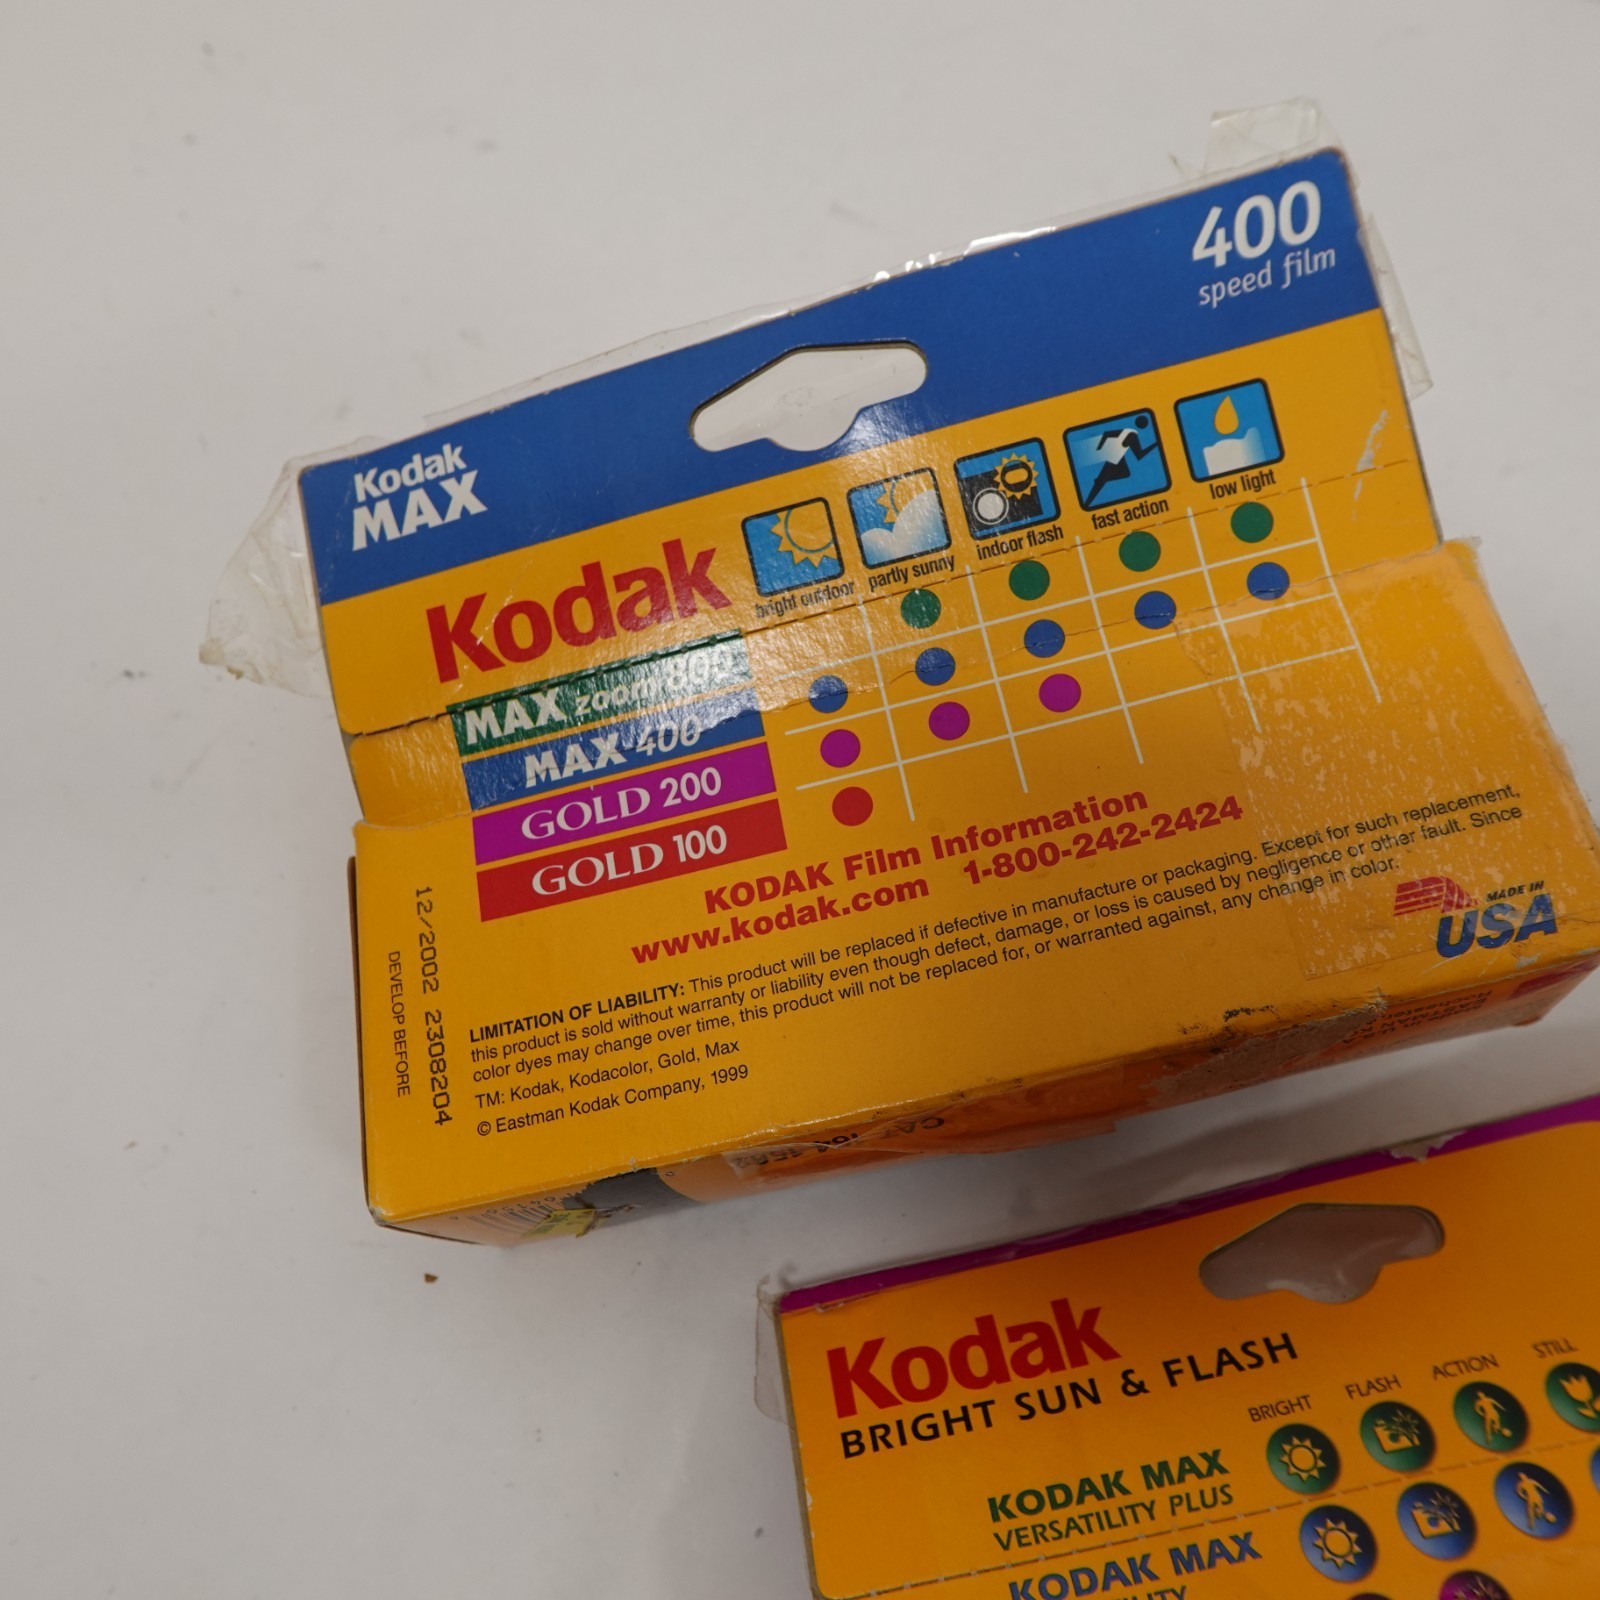 400
speed film
Kodak
MAX
Kodak
bright outdoor
partly sunny
indoor flash
fast action
low light
MAX zoom 800
MAX 400
GOLD 200
GOLD 100
KODAK Film Information
www.kodak.com 1-800-242-2424
LIMITATION OF LIABILITY: This product will be replaced if defective in manufacture or packaging. Except for such replacement,
this product is sold without warranty or liability even though defect, damage, or loss is caused by negligence or other fault. Since
color dyes may change over time, this product will not be replaced for, or warranted against, any change in color.
TM: Kodak, Kodacolor, Gold, Max
© Eastman Kodak Company, 1999
MADE IN
USA
12/2002 2308204
DEVELOP BEFORE
Kodak
BRIGHT SUN & FLASH
BRIGHT
FLASH
ACTION
STILL
KODAK MAX
VERSATILITY PLUS
KODAK MAX